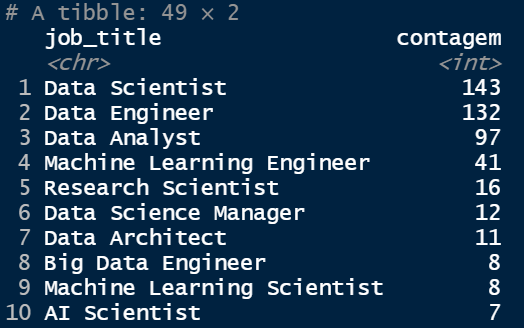 # A tibble: 49 × 2
job_title contagem
<chr> <int>
1 Data Scientist 143
2 Data Engineer 132
3 Data Analyst 97
4 Machine Learning Engineer 41
5 Research Scientist 16
6 Data Science Manager 12
7 Data Architect 11
8 Big Data Engineer 8
9 Machine Learning Scientist 8
10 AI Scientist 7